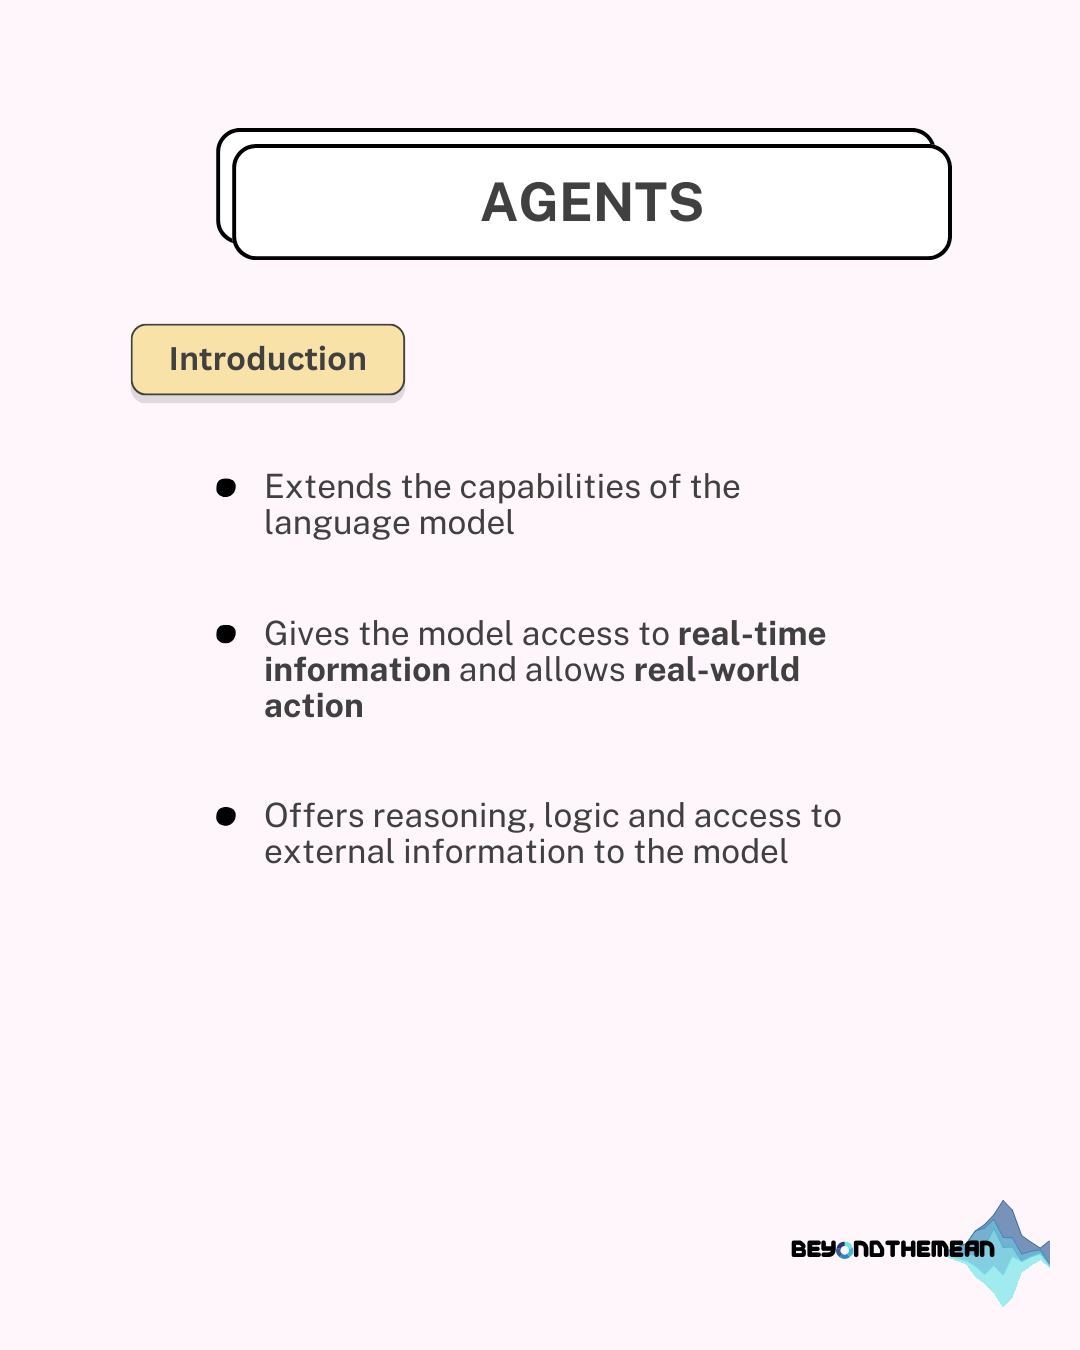 AGENTS
Introduction
Extends the capabilities of the
language model
Gives the model access to real-time
information and allows real-world
action
Offers reasoning, logic and access to
external information to the model
BEYONDTHEMEAN